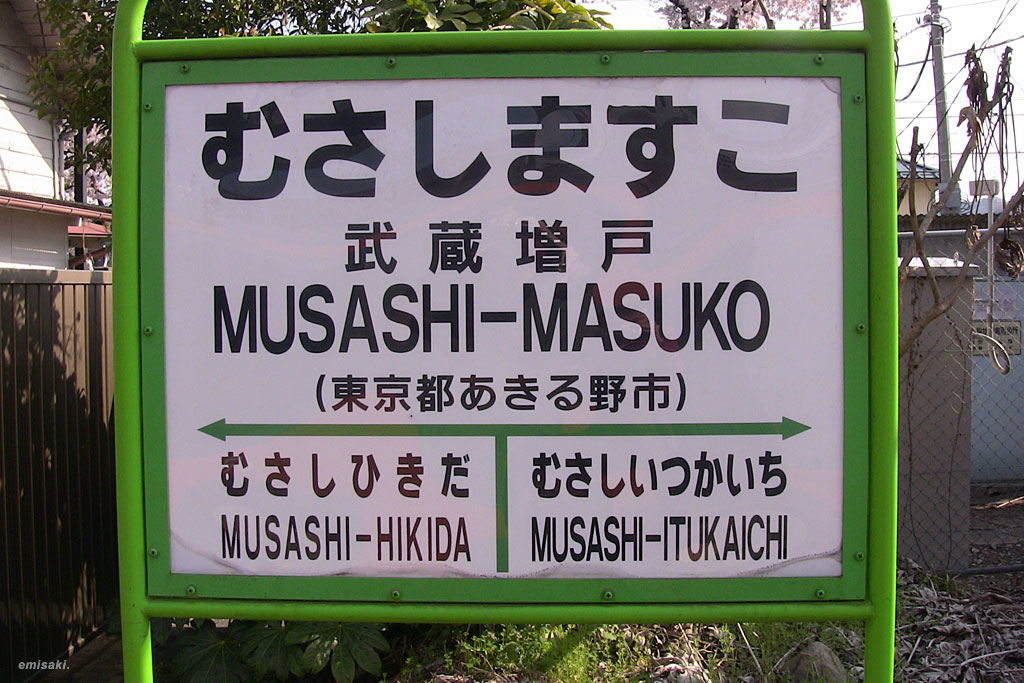 むさしますこ
武蔵増戸
MUSASHI-MASUKO
(東京都あきる野市)
むさしひきだ むさしいつかいち
MUSASHI-HIKIDA MUSASHI-ITUKAICHI
emisaki.